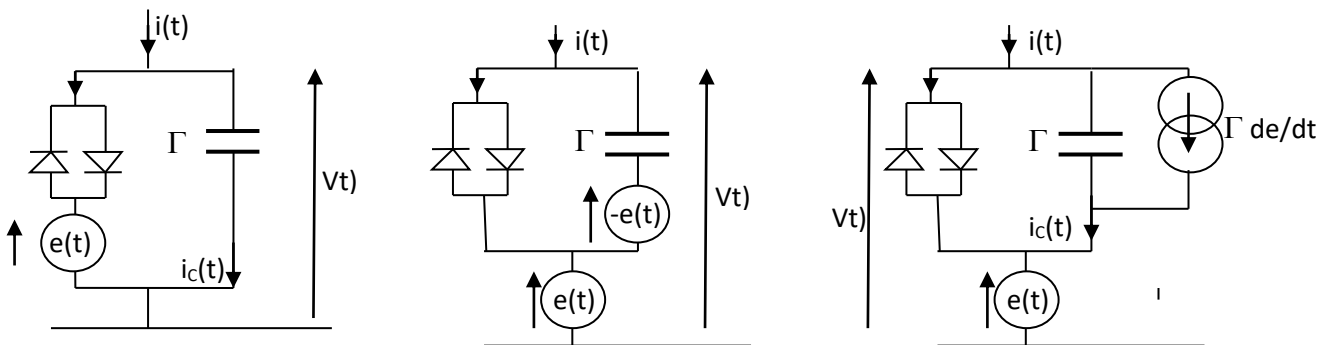 i(t)
Γ
Vt)
e(t)
iC(t)
i(t)
Γ
Vt)
-e(t)
e(t)
i(t)
Γ
Γ de/dt
Vt)
iC(t)
e(t)